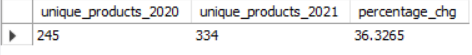 unique_products_2020 unique_products_2021 percentage_chg
245 334 36.3265